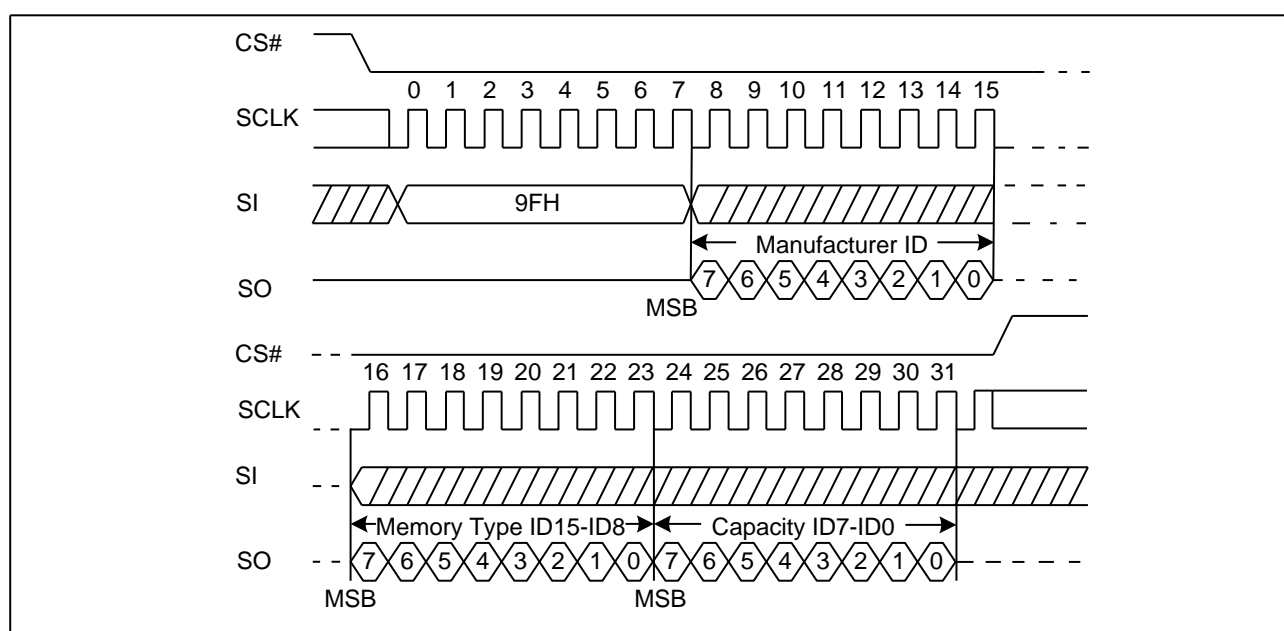 CS#
0 1 2 3 4 5 6 7 8 9 10 11 12 13 14 15
SCLK
SI 9FH
Manufacturer ID
SO 7 6 5 4 3 2 1 0
MSB
CS#
16 17 18 19 20 21 22 23 24 25 26 27 28 29 30 31
SCLK
SI
Memory Type ID15-ID8 Capacity ID7-ID0
SO 7 6 5 4 3 2 1 0 7 6 5 4 3 2 1 0
MSB MSB